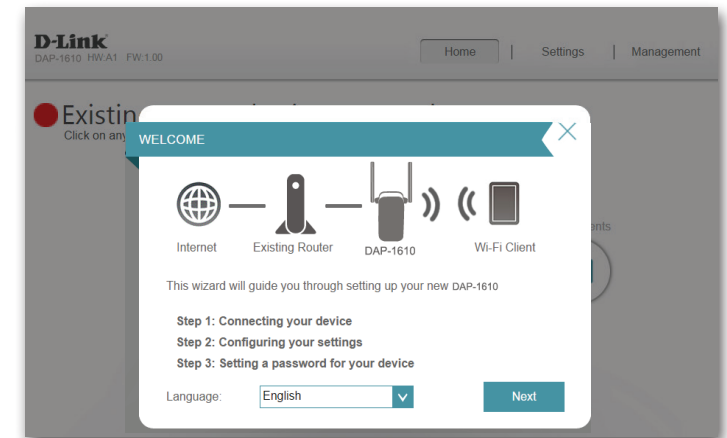 D-Link
DAP-1610 HW:A1 FW:1.00
Home | Settings | Management
Existin
Click on any
WELCOME
Internet Existing Router DAP-1610 Wi-Fi Client
ents
This wizard will guide you through setting up your new DAP-1610
Step 1: Connecting your device
Step 2: Configuring your settings
Step 3: Setting a password for your device
Language: English
Next